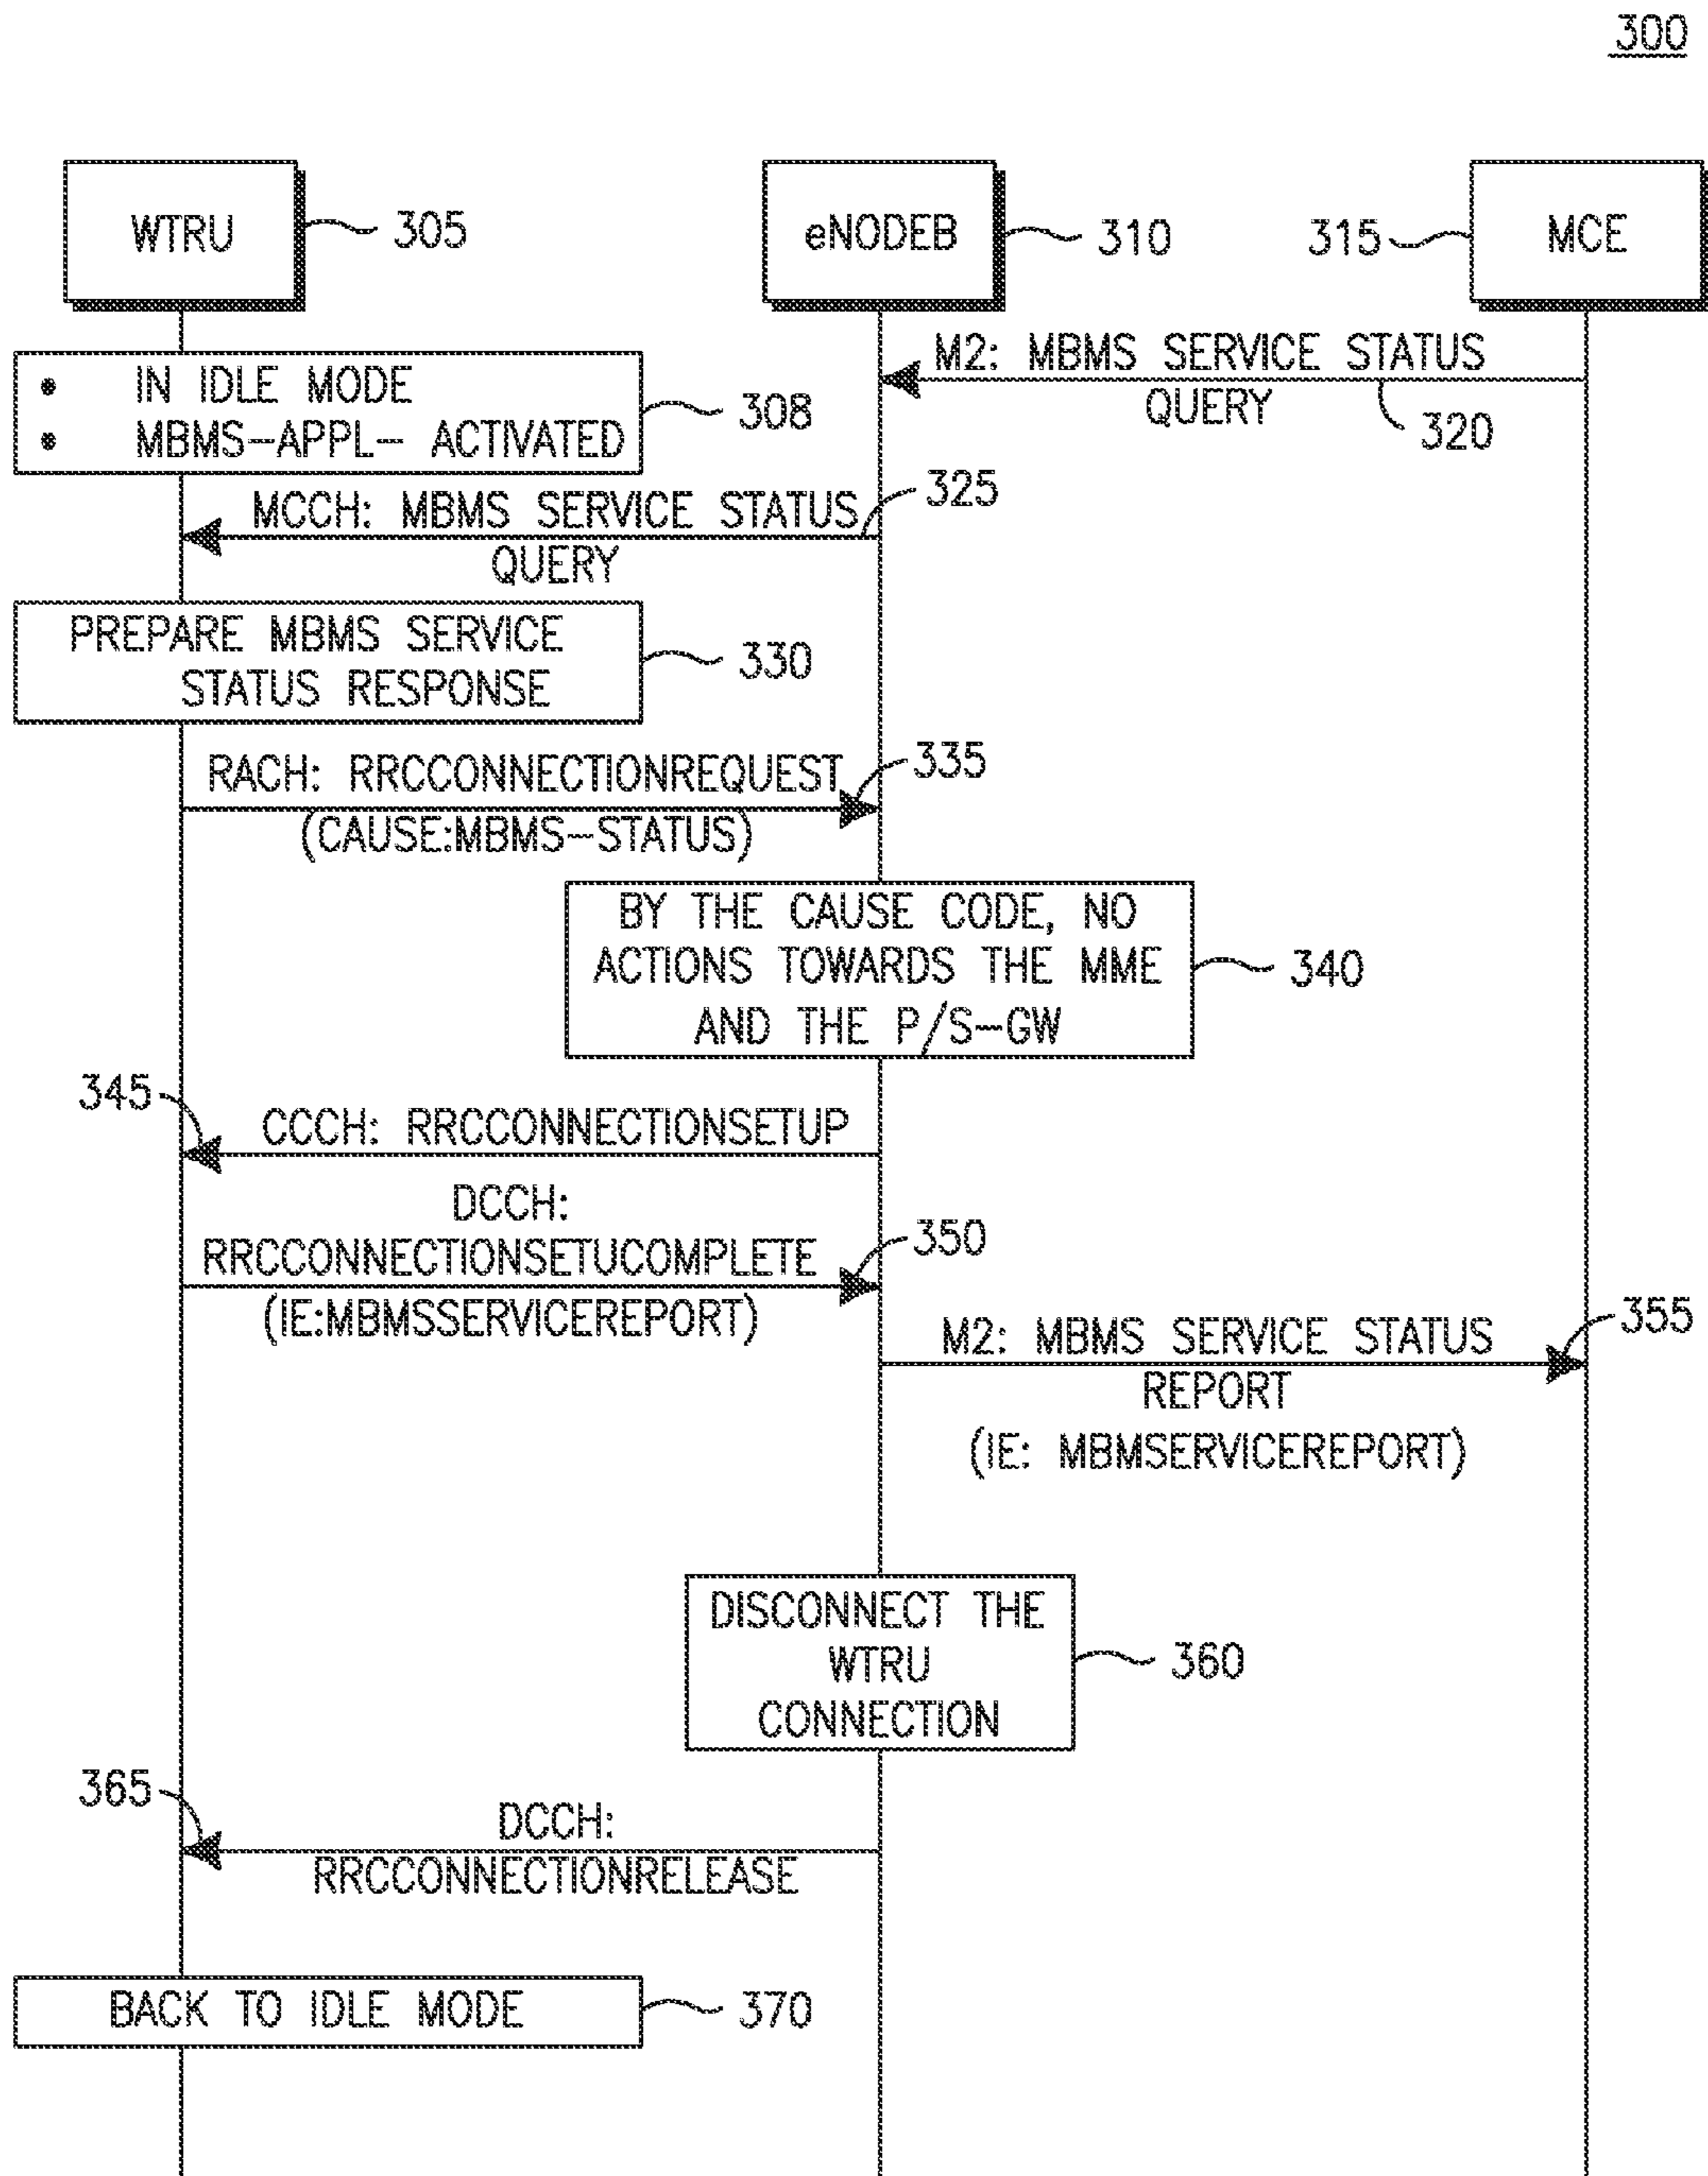 300
WTRU
305
eNODEB
310
315
MCE
• IN IDLE MODE
• MBMS-APPL- ACTIVATED
308
M2: MBMS SERVICE STATUS
QUERY
320
MCCH: MBMS SERVICE STATUS
QUERY
325
PREPARE MBMS SERVICE
STATUS RESPONSE
330
RACH: RRCCONNECTIONREQUEST
(CAUSE:MBMS-STATUS)
335
BY THE CAUSE CODE, NO
ACTIONS TOWARDS THE MME
AND THE P/S-GW
340
345
CCCH: RRCCONNECTIONSETUP
DCCH:
RRCCONNECTIONSETUCOMPLETE
(IE:MBMSSERVICEREPORT)
350
M2: MBMS SERVICE STATUS
REPORT
(IE: MBMSERVICEREPORT)
355
DISCONNECT THE
WTRU
CONNECTION
360
365
DCCH:
RRCCONNECTIONRELEASE
BACK TO IDLE MODE
370